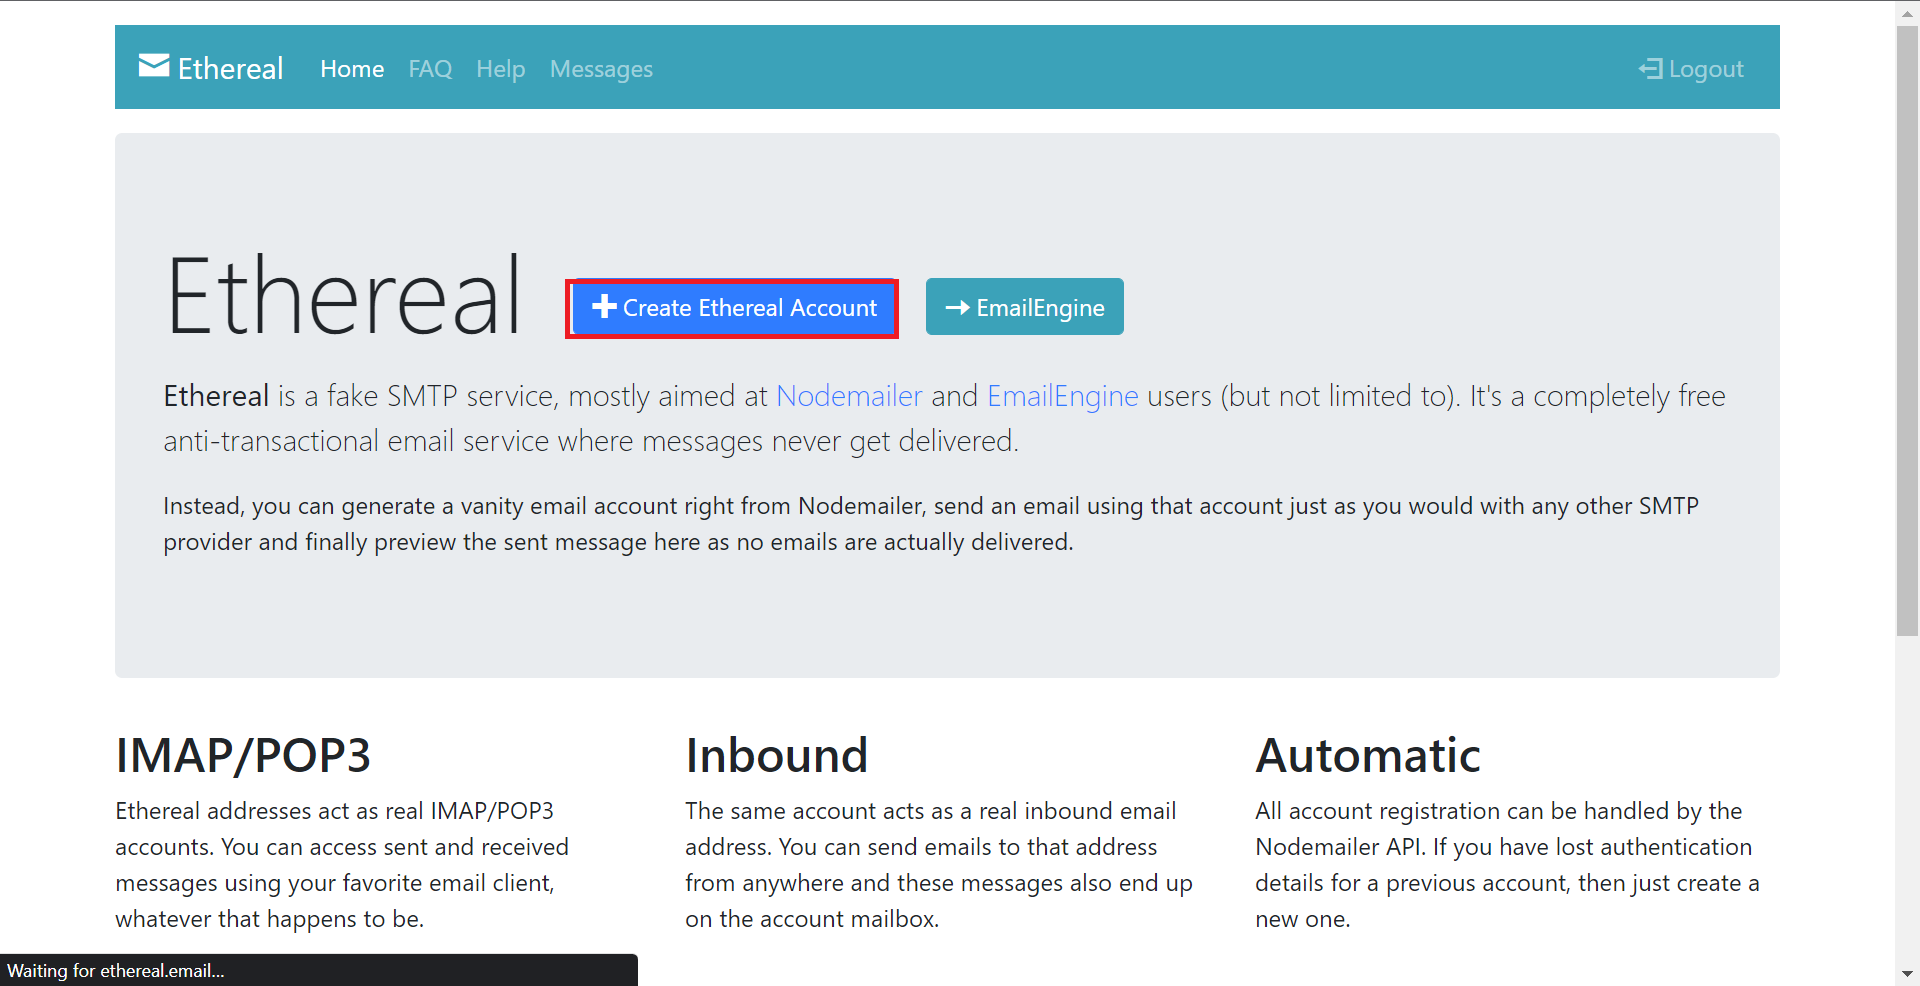 Ethereal Home FAQ Help Messages Logout
Ethereal Create Ethereal Account EmailEngine
Ethereal is a fake SMTP service, mostly aimed at Nodemailer and EmailEngine users (but not limited to). It's a completely free
anti-transactional email service where messages never get delivered.
Instead, you can generate a vanity email account right from Nodemailer, send an email using that account just as you would with any other SMTP
provider and finally preview the sent message here as no emails are actually delivered.
IMAP/POP3
Ethereal addresses act as real IMAP/POP3
accounts. You can access sent and received
messages using your favorite email client,
whatever that happens to be.
Inbound
The same account acts as a real inbound email
address. You can send emails to that address
from anywhere and these messages also end up
on the account mailbox.
Automatic
All account registration can be handled by the
Nodemailer API. If you have lost authentication
details for a previous account, then just create a
new one.
Waiting for ethereal.email...